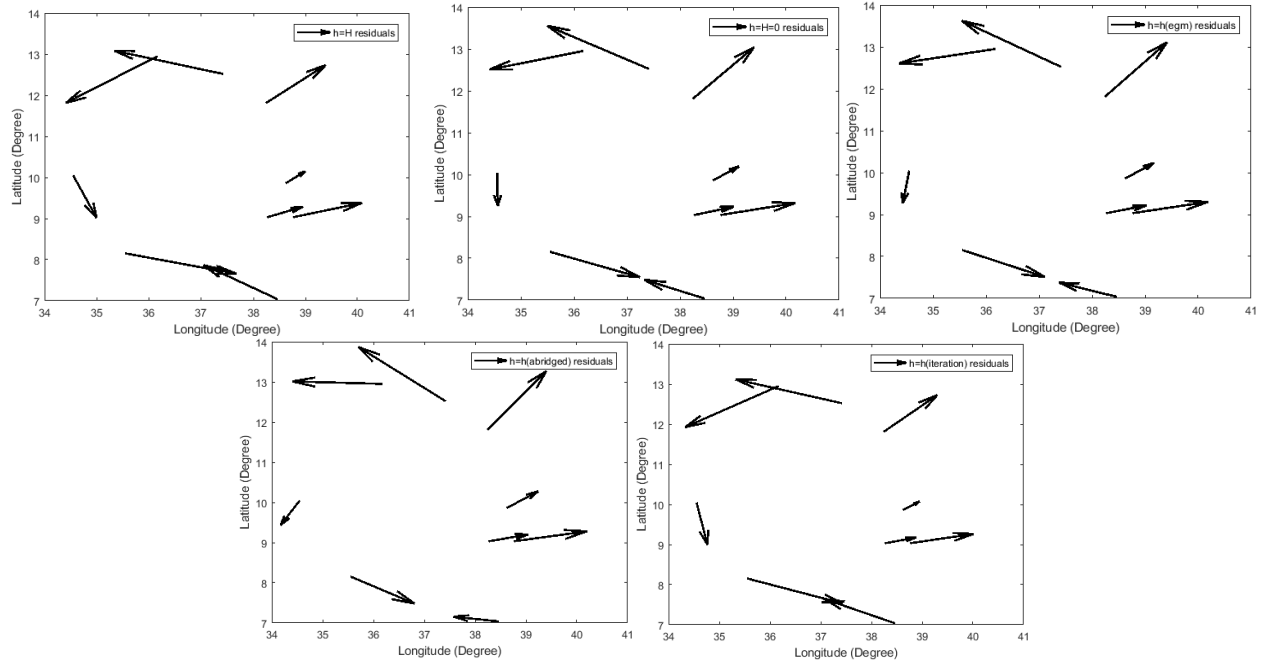 h=H residuals
14
13
12
11
10
9
8
7
Latitude (Degree)
34 35 36 37 38 39 40 41
Longitude (Degree)
h=H=0 residuals
14
13
12
11
10
9
8
7
Latitude (Degree)
34 35 36 37 38 39 40 41
Longitude (Degree)
h=h(egm) residuals
14
13
12
11
10
9
8
7
Latitude (Degree)
34 35 36 37 38 39 40 41
Longitude (Degree)
h=h(abridged) residuals
14
13
12
11
10
9
8
7
Latitude (Degree)
34 35 36 37 38 39 40 41
Longitude (Degree)
h=h(iteration) residuals
14
13
12
11
10
9
8
7
Latitude (Degree)
34 35 36 37 38 39 40 41
Longitude (Degree)